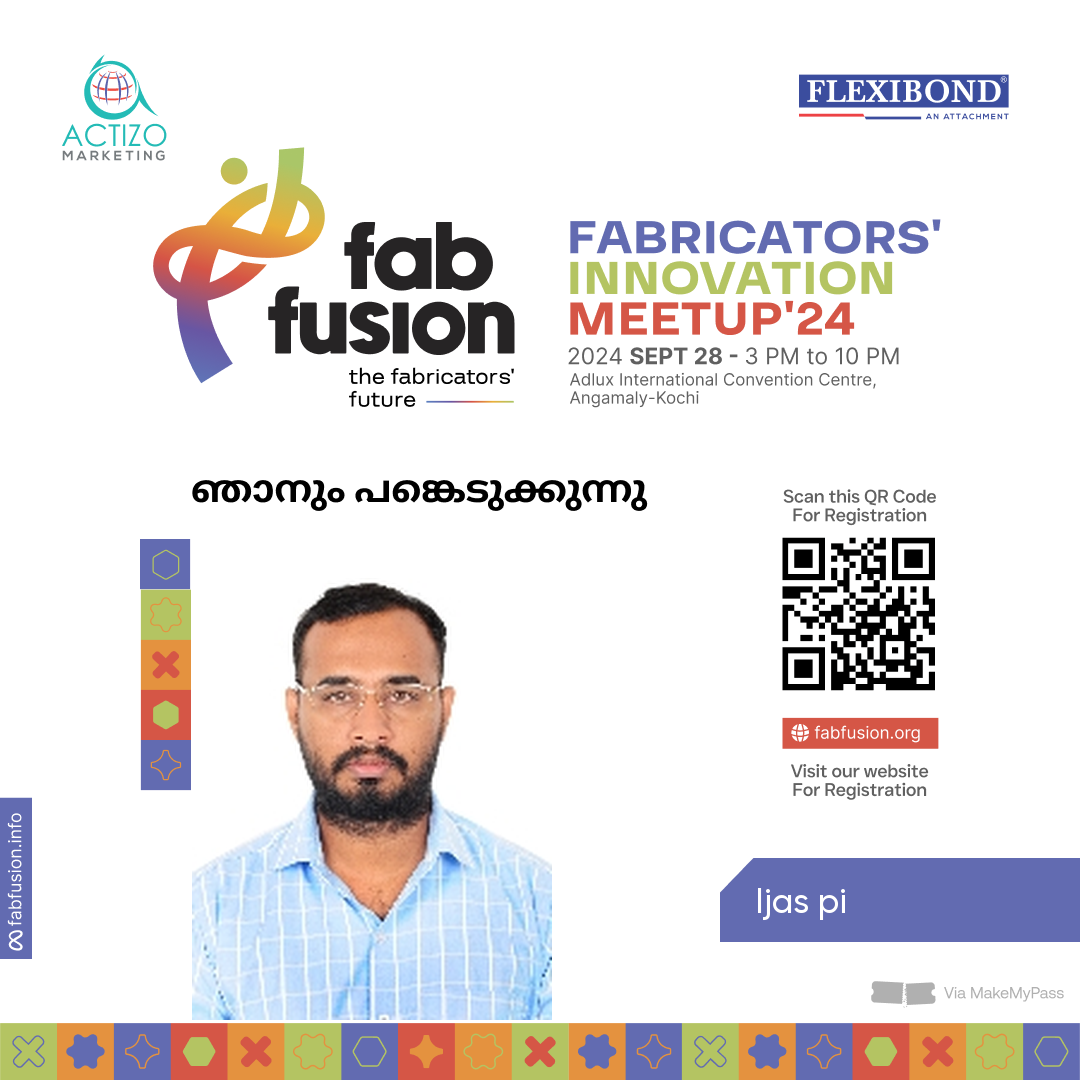 ACTIZO
MARKETING
FLEXIBOND®
AN ATTACHMENT
fab
fusion
the fabricators'
future
FABRICATORS'
INNOVATION
MEETUP'24
2024 SEPT 28 - 3 PM to 10 PM
Adlux International Convention Centre,
Angamaly-Kochi
ഞാനും പങ്കെടുക്കുന്നു
Scan this QR Code
For Registration
fabfusion.org
Visit our website
For Registration
fabfusion.info
Ijas pi
Via MakeMyPass